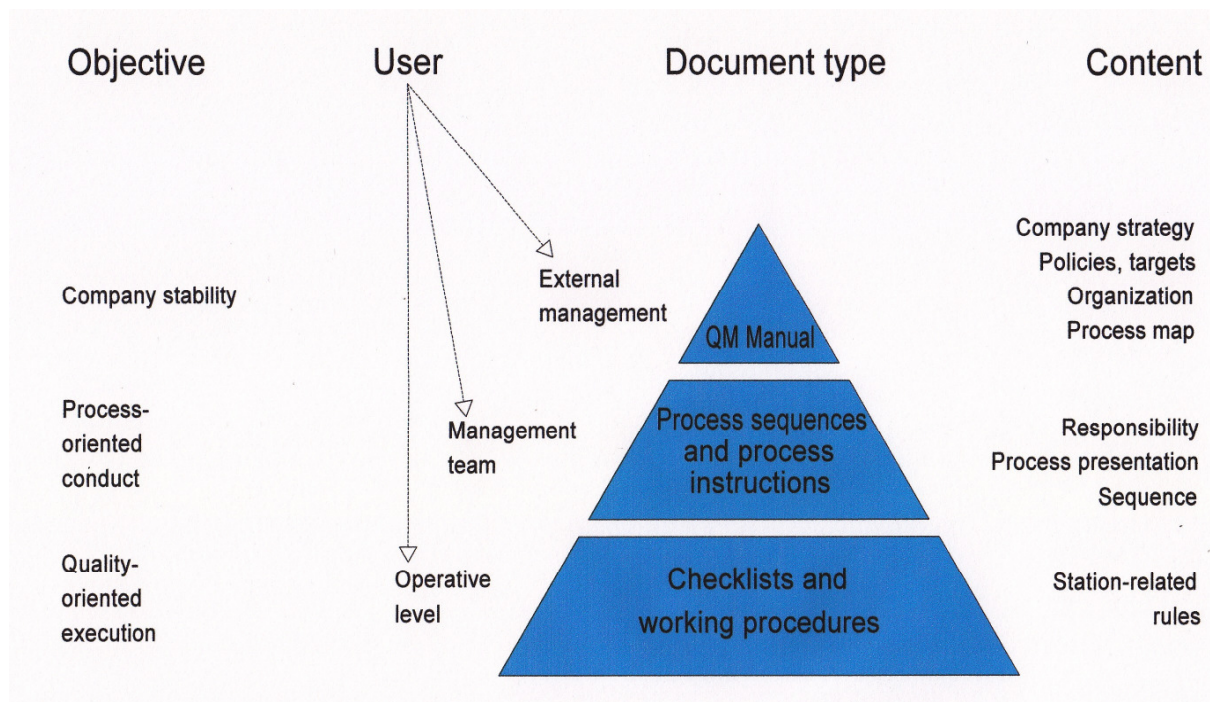 Objective
User
Document type
Content
Company stability
External
management
QM Manual
Company strategy
Policies, targets
Organization
Process map
Process-
oriented
conduct
Management
team
Process sequences
and process
instructions
Responsibility
Process presentation
Sequence
Quality-
oriented
execution
Operative
level
Checklists and
working procedures
Station-related
rules